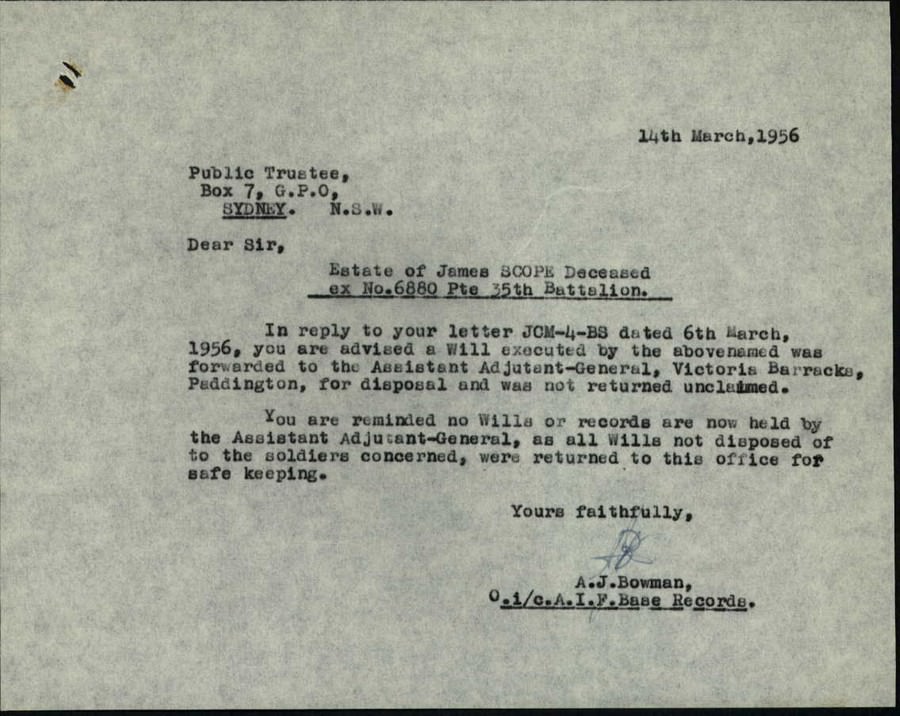 14th March,1956
Public Trustee,
Box 7, G.P.O,
SYDNEY. N.S.W.
Dear Sir,
Estate of James SCOPE Deceased
ex No.6880 Pte 35th Battalion.
In reply to your letter JCM-4-BS dated 6th March,
1956, you are advised a Will executed by the abovenamed was
forwarded to the Assistant Adjutant-General, Victoria Barracks,
Paddington, for disposal and was not returned unclaimed.
You are reminded no Wills or records are now held by
the Assistant Adjutant-General, as all Wills not disposed of
to the soldiers concerned, were returned to this office for
safe keeping.
Yours faithfully,
A.J.Bowman,
O.i/c.A.I.F.Base Records.